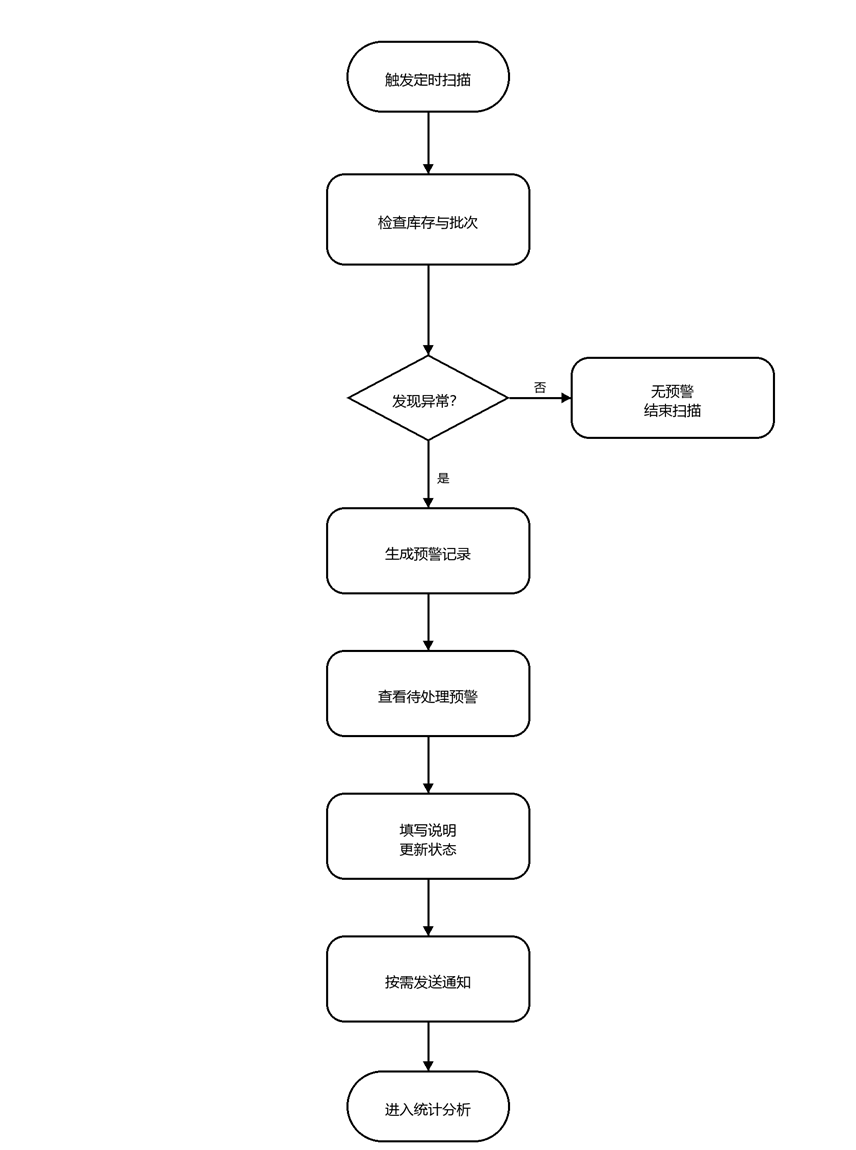 触发定时扫描
检查库存与批次
发现异常?
否
无预警
结束扫描
是
生成预警记录
查看待处理预警
填写说明
更新状态
按需发送通知
进入统计分析